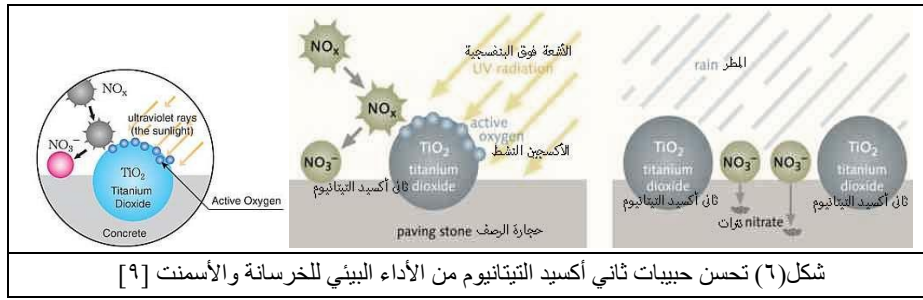 NOx
NO3−
ultraviolet rays
(the sunlight)
TiO2
Titanium
Dioxide
Active Oxygen
Concrete
NOx
الأشعة فوق البنفسجية
UV radiation
NOx
active
oxygen
الأكسجين النشط
NO3−
TiO2
titanium
dioxide
ثانى أكسيد التيتانيوم
paving stone حجارة الرصف
rain المطر
TiO2
titanium
dioxide
ثانى أكسيد التيتانيوم
NO3−
NO3−
نترات nitrate
TiO2
titanium
dioxide
ثانى أكسيد التيتانيوم
شكل(٦) تحسن حبيبات ثاني أكسيد التيتانيوم من الأداء البيئي للخرسانة والأسمنت [٩]